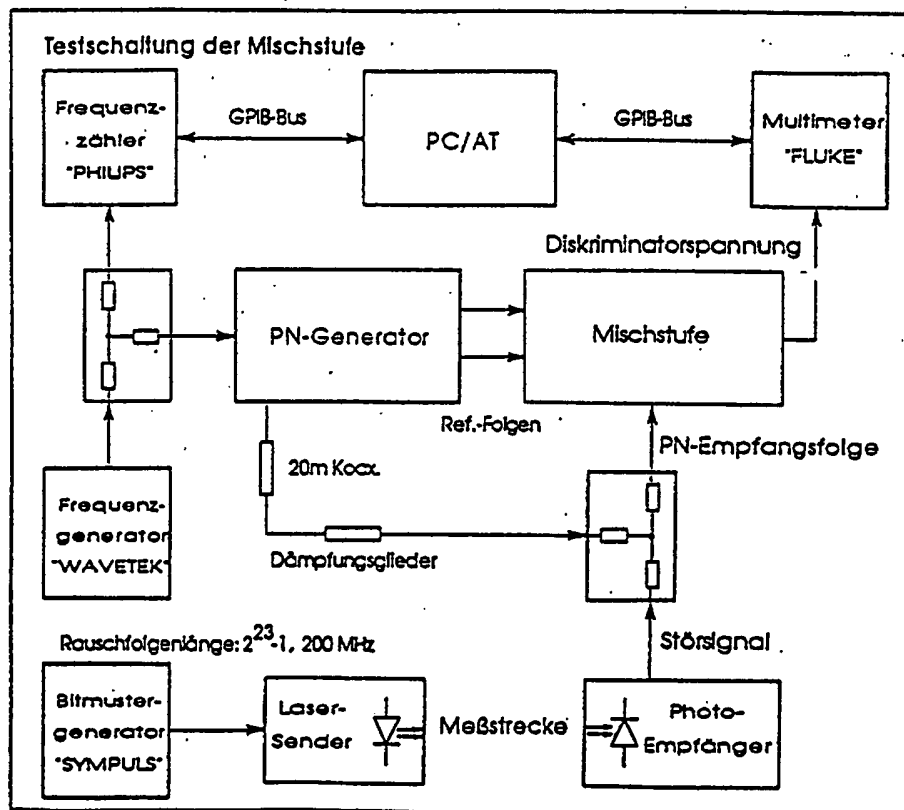 Testschaltung der Mischstufe
Frequenz-
zähler
"PHILIPS"
GPIB-Bus
PC/AT
GPIB-Bus
Multimeter
"FLUKE"
Diskriminatorspannung
PN-Generator
Mischstufe
Ref.-Folgen
PN-Empfangsfolge
20m Koax.
Frequenz-
generator
"WAVETEK"
Dämpfungsglieder
Rauschfolgenlänge: 2^23-1, 200 MHz
Störsignal
Bitmuster-
generator
"SYMPULS"
Laser-
Sender
Meßstrecke
Photo-
Empfänger